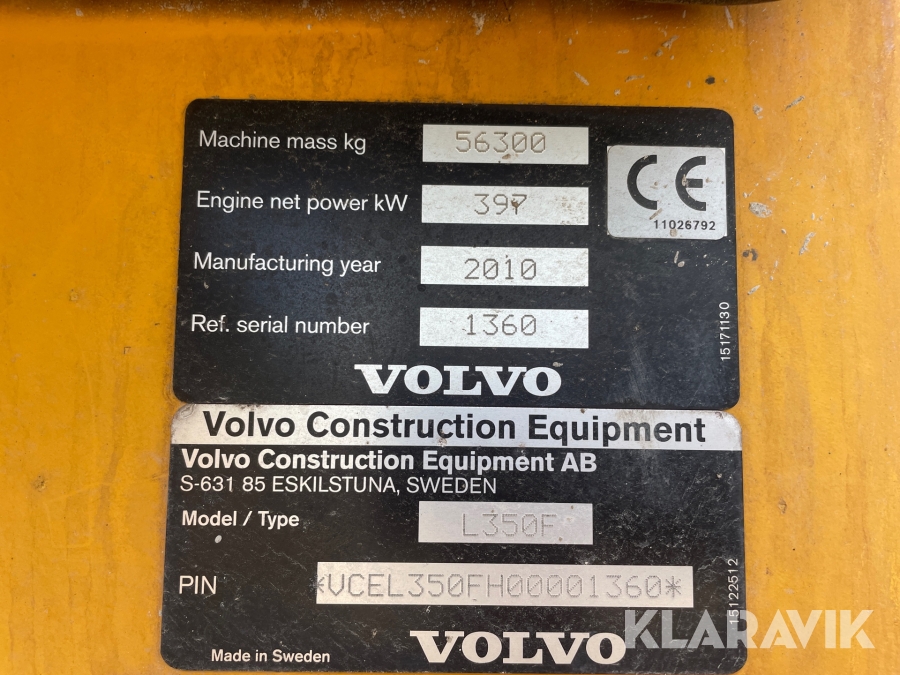 Machine mass kg 56300
Engine net power kW 397
CE
11026792
Manufacturing year 2010
Ref. serial number 1360
15171130
VOLVO
Volvo Construction Equipment
Volvo Construction Equipment AB
S-631 85 ESKILSTUNA, SWEDEN
Model / Type L350F
PIN *VCEL350FH00001360*
15122512
Made in Sweden VOLVO
KLARAVIK